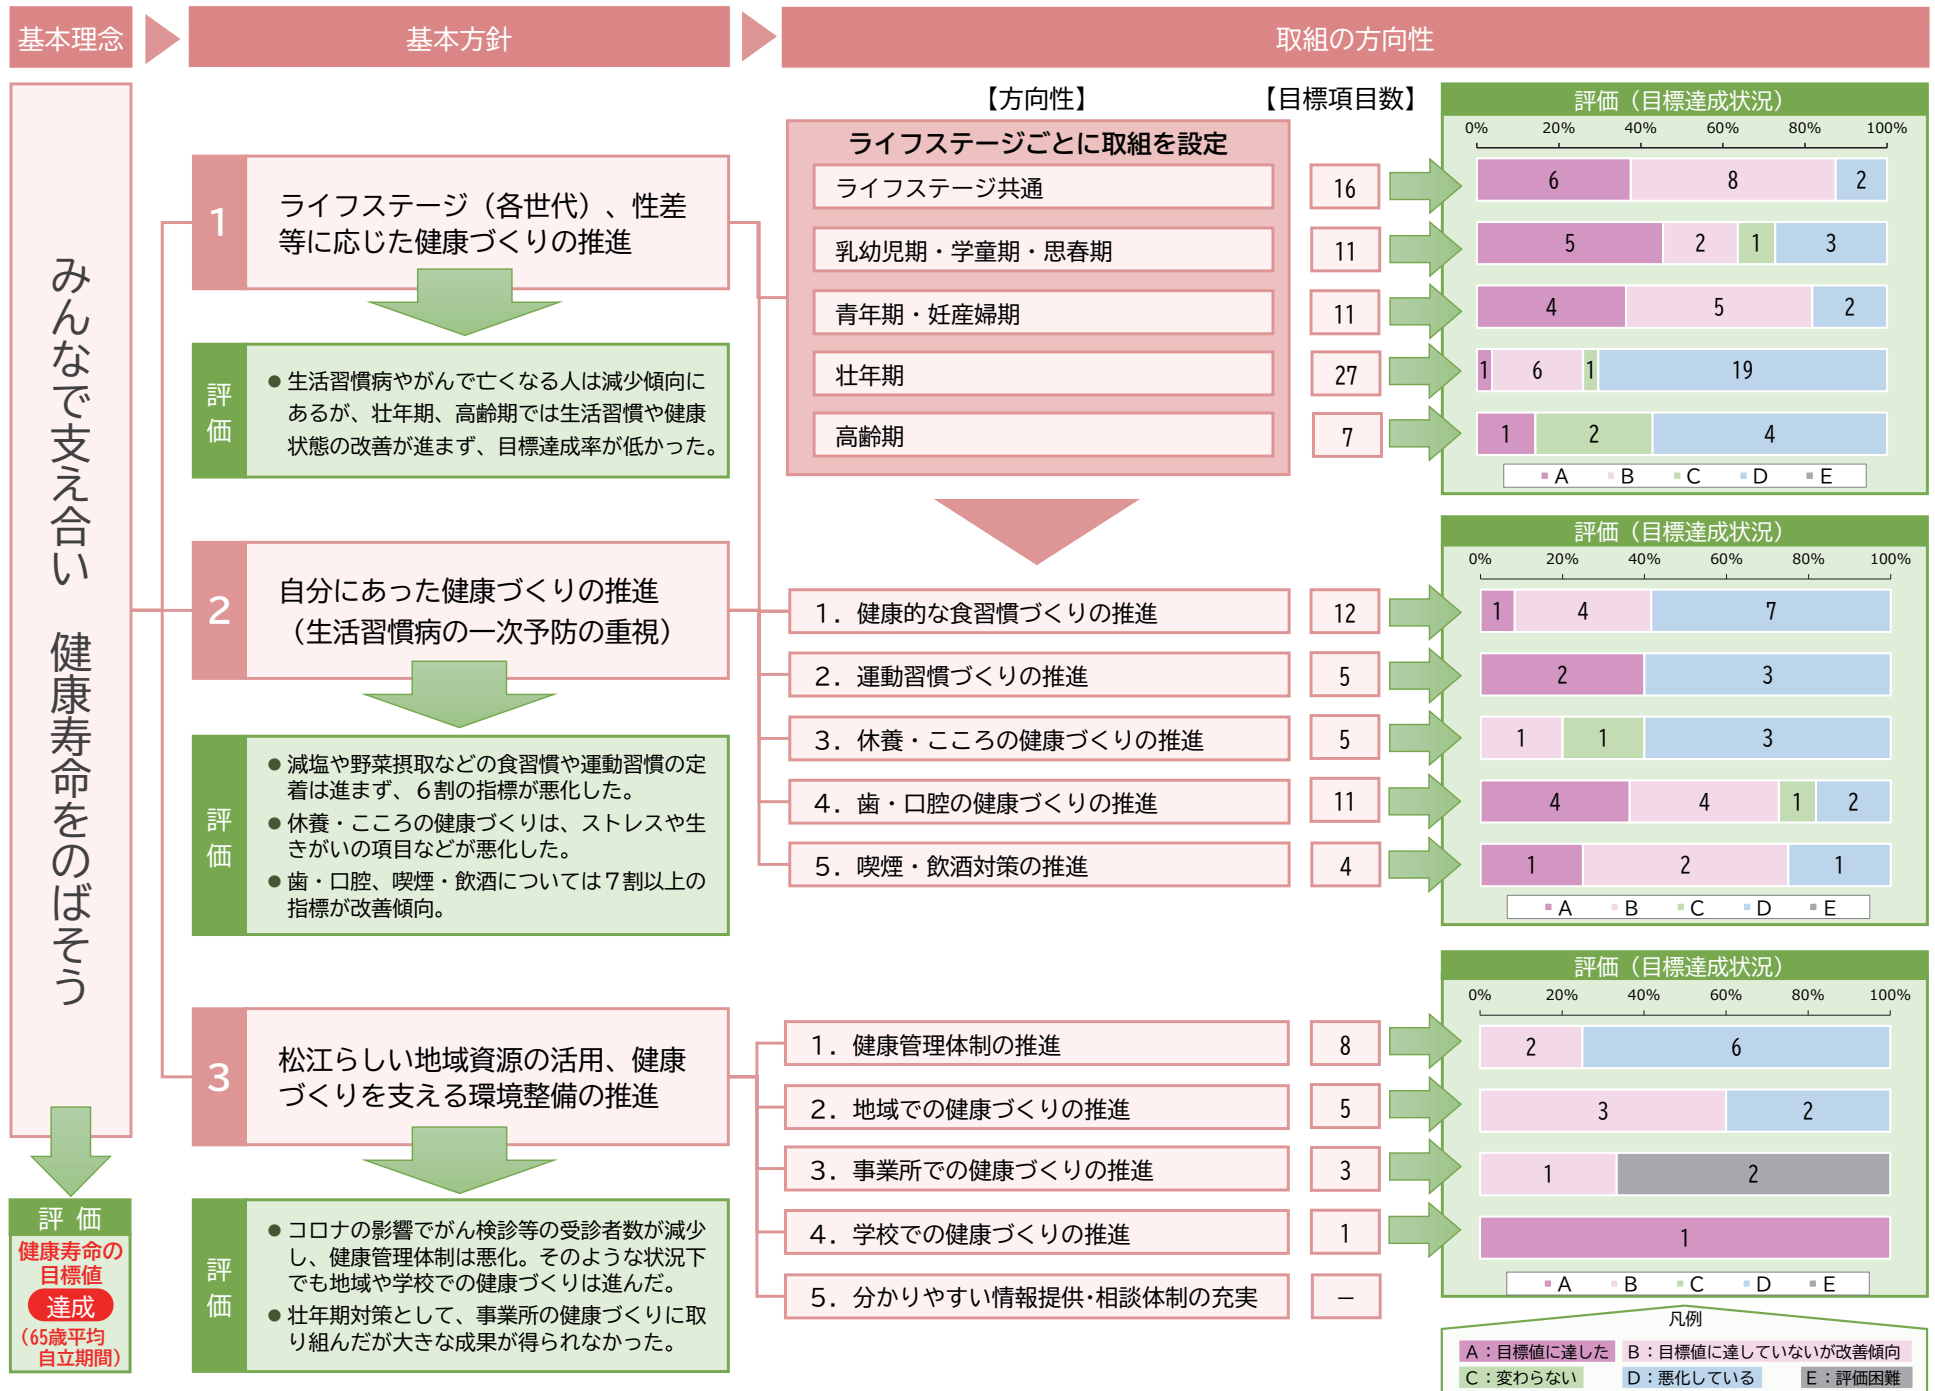 基本理念
基本方針
取組の方向性
みんなで支え合い　健康寿命をのばそう
評 価
健康寿命の
目標値
達成
（65歳平均
自立期間）
1
ライフステージ（各世代）、性差
等に応じた健康づくりの推進
評
価
●生活習慣病やがんで亡くなる人は減少傾向に
あるが、壮年期、高齢期では生活習慣や健康
状態の改善が進まず、目標達成率が低かった。
2
自分にあった健康づくりの推進
（生活習慣病の一次予防の重視）
評
価
●減塩や野菜摂取などの食習慣や運動習慣の定
着は進まず、６割の指標が悪化した。
●休養・こころの健康づくりは、ストレスや生
きがいの項目などが悪化した。
●歯・口腔、喫煙・飲酒については７割以上の
指標が改善傾向。
3
松江らしい地域資源の活用、健康
づくりを支える環境整備の推進
評
価
●コロナの影響でがん検診等の受診者数が減少
し、健康管理体制は悪化。そのような状況下
でも地域や学校での健康づくりは進んだ。
●壮年期対策として、事業所の健康づくりに取
り組んだが大きな成果が得られなかった。
【方向性】
【目標項目数】
ライフステージごとに取組を設定
ライフステージ共通 16
乳幼児期・学童期・思春期 11
青年期・妊産婦期 11
壮年期 27
高齢期 7
評価（目標達成状況）
0% 20% 40% 60% 80% 100%
6 8 2
5 2 1 3
4 5 2
1 6 1 19
1 2 4
A B C D E
1．健康的な食習慣づくりの推進 12
2．運動習慣づくりの推進 5
3．休養・こころの健康づくりの推進 5
4．歯・口腔の健康づくりの推進 11
5．喫煙・飲酒対策の推進 4
評価（目標達成状況）
0% 20% 40% 60% 80% 100%
1 4 7
2 3
1 1 3
4 4 1 2
1 2 1
A B C D E
1．健康管理体制の推進 8
2．地域での健康づくりの推進 5
3．事業所での健康づくりの推進 3
4．学校での健康づくりの推進 1
5．分かりやすい情報提供･相談体制の充実 －
評価（目標達成状況）
0% 20% 40% 60% 80% 100%
2 6
3 2
1 2
1
A B C D E
凡例
A：目標値に達した B：目標値に達していないが改善傾向
C：変わらない D：悪化している E：評価困難